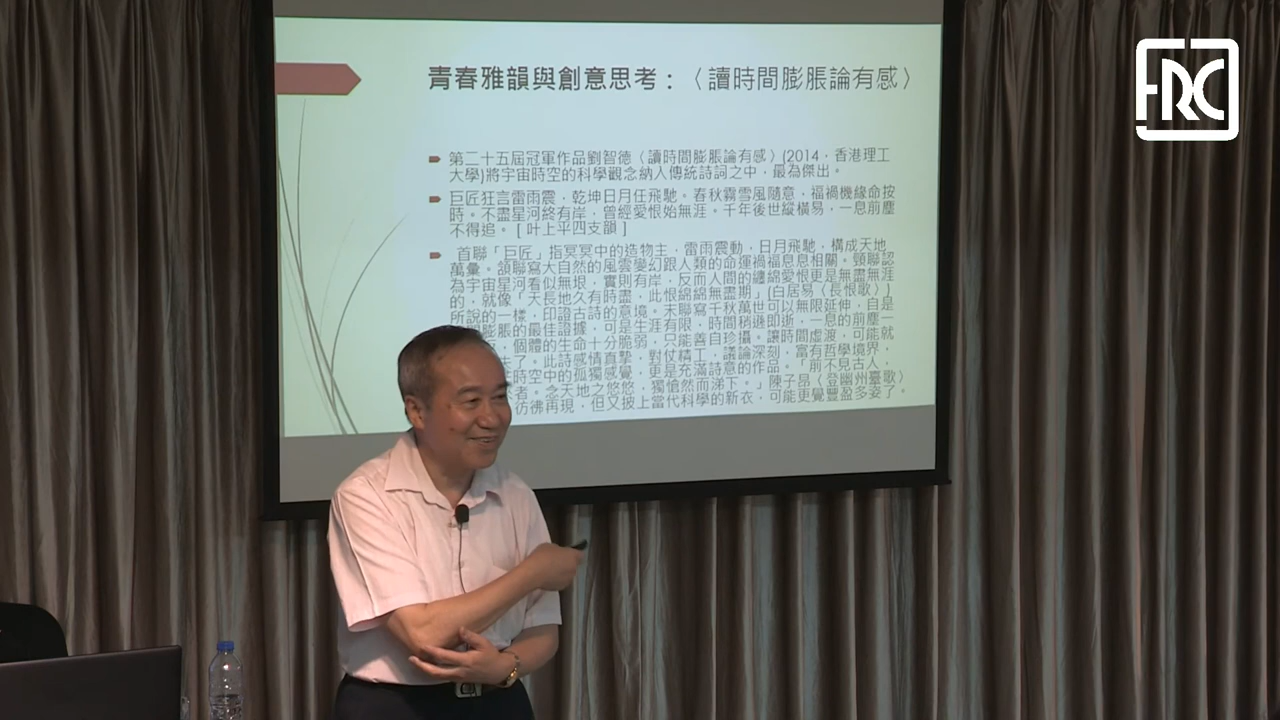 FRC
青春雅韻與創意思考：〈讀時間膨脹論有感〉
第二十五屆冠軍作品劉智德〈讀時間膨脹論有感〉(2014，香港理工
大學)將宇宙時空的科學觀念納入傳統詩詞之中，最為傑出。
巨匠狂言雷雨震，乾坤日月任飛馳。春秋霧雪風隨意，福禍機緣命按
時。不盡星河終有岸，曾經愛恨始無涯。千年後世縱橫易，一息前塵
不得追。[叶上平四支韻]
首聯「巨匠」指冥冥中的造物主，雷雨震動，日月飛馳，構成天地
萬彙。頷聯寫大自然的風雲變幻跟人類的命運禍福息息相關。頸聯認
為宇宙星河看似無垠，實則有岸，反而人間的纏綿愛恨更是無盡無涯
的，就像「天長地久有時盡，此恨綿綿無盡期」(白居易〈長恨歌〉)
所說的一樣，印證古詩的意境。末聯寫千秋萬世可以無限延伸，自是
膨脹的最佳證據，可是生涯有限，時間稍遜即逝，一息的前塵一
，個體的生命十分脆弱，只能善自珍攝。讓時間虛渡，可能就
失了。此詩感情真摯，對仗精工，議論深刻，富有哲學境界，
時空中的孤獨感覺，更是充滿詩意的作品。「前不見古人，
來者。念天地之悠悠，獨愴然而涕下。」陳子昂〈登幽州臺歌〉
彷彿再現，但又披上當代科學的新衣，可能更覺豐盈多姿了。